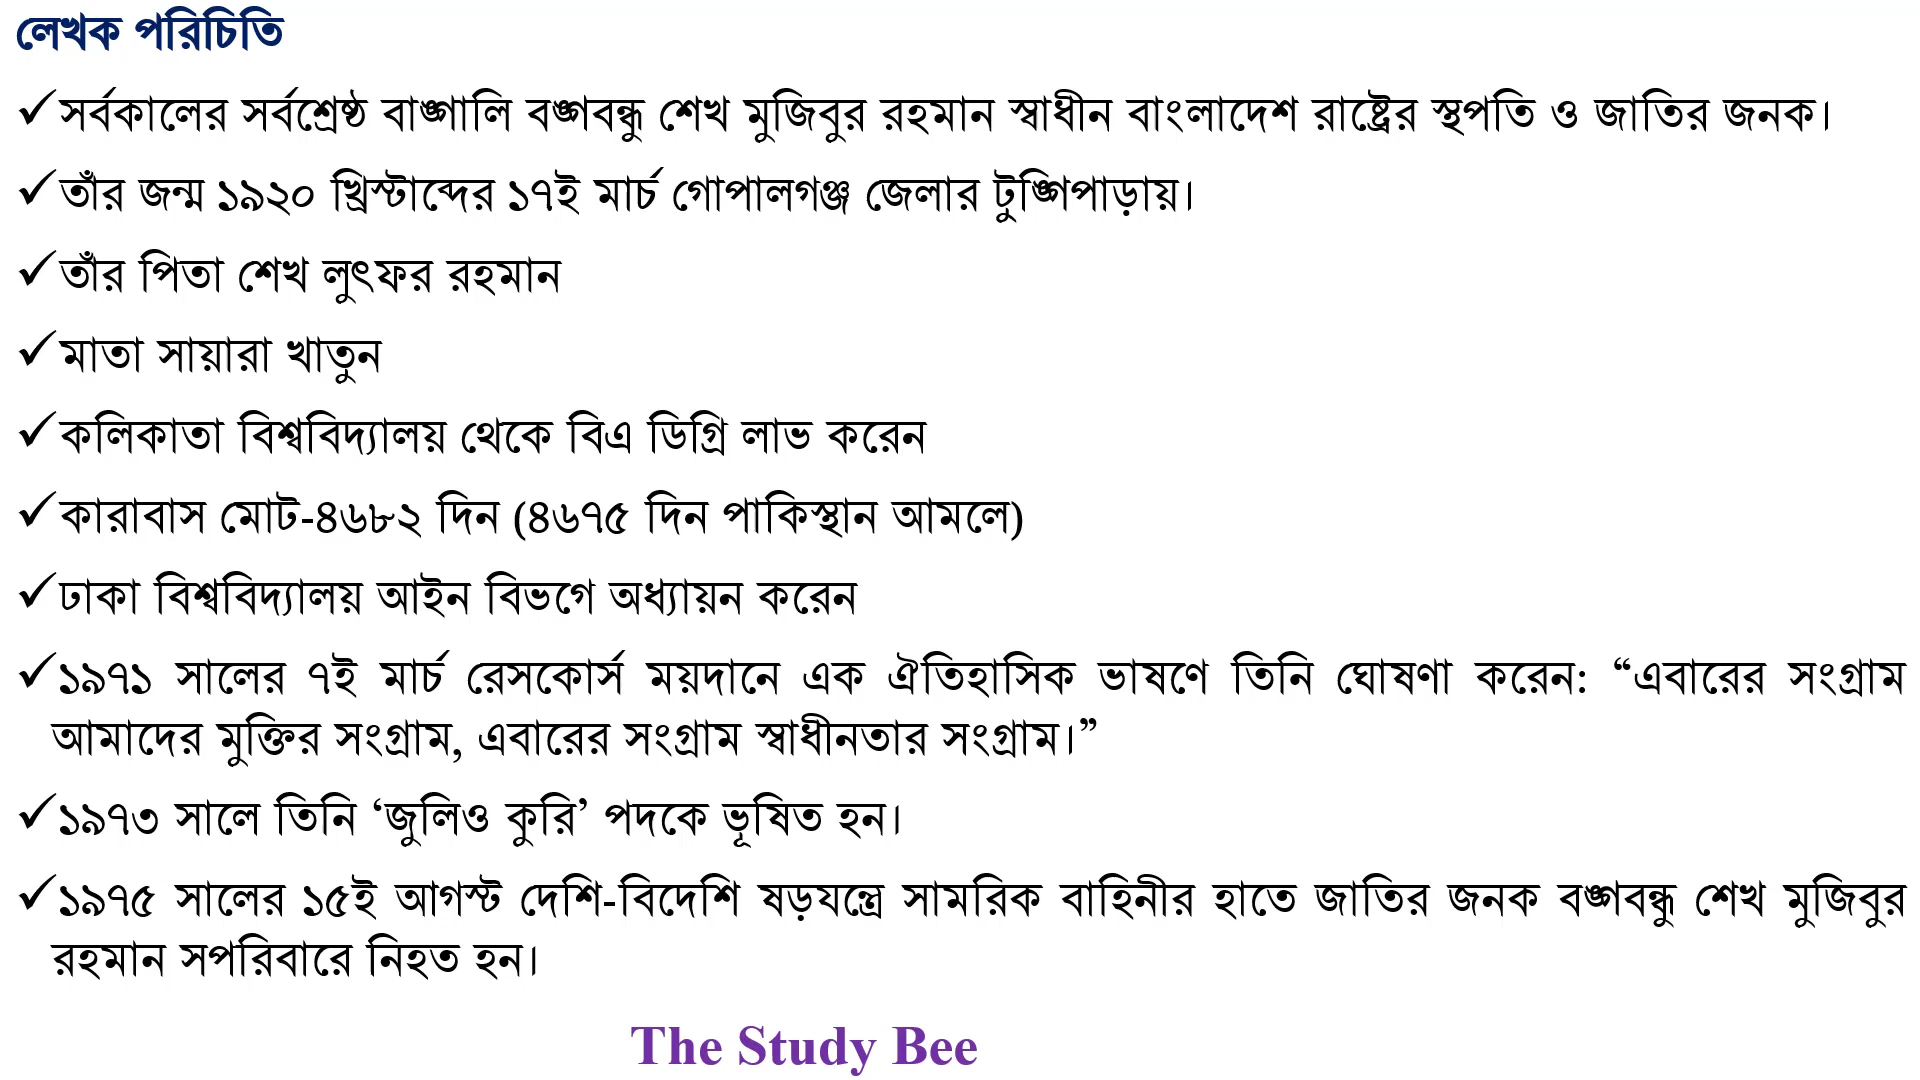 লেখক পরিচিতি
✓সর্বকালের সর্বশ্রেষ্ঠ বাঙ্গালি বঙ্গবন্ধু শেখ মুজিবুর রহমান স্বাধীন বাংলাদেশ রাষ্ট্রের স্থপতি ও জাতির জনক।
✓তাঁর জন্ম ১৯২০ খ্রিস্টাব্দের ১৭ই মার্চ গোপালগঞ্জ জেলার টুঙ্গিপাড়ায়।
✓তাঁর পিতা শেখ লুৎফর রহমান
✓মাতা সায়ারা খাতুন
✓কলিকাতা বিশ্ববিদ্যালয় থেকে বিএ ডিগ্রি লাভ করেন
✓কারাবাস মোট-৪৬৮২ দিন (৪৬৭৫ দিন পাকিস্থান আমলে)
✓ঢাকা বিশ্ববিদ্যালয় আইন বিভগে অধ্যায়ন করেন
✓১৯৭১ সালের ৭ই মার্চ রেসকোর্স ময়দানে এক ঐতিহাসিক ভাষণে তিনি ঘোষণা করেন: “এবারের সংগ্রাম
আমাদের মুক্তির সংগ্রাম, এবারের সংগ্রাম স্বাধীনতার সংগ্রাম।”
✓১৯৭৩ সালে তিনি ‘জুলিও কুরি’ পদকে ভূষিত হন।
✓১৯৭৫ সালের ১৫ই আগস্ট দেশি-বিদেশি ষড়যন্ত্রে সামরিক বাহিনীর হাতে জাতির জনক বঙ্গবন্ধু শেখ মুজিবুর
রহমান সপরিবারে নিহত হন।
The Study Bee